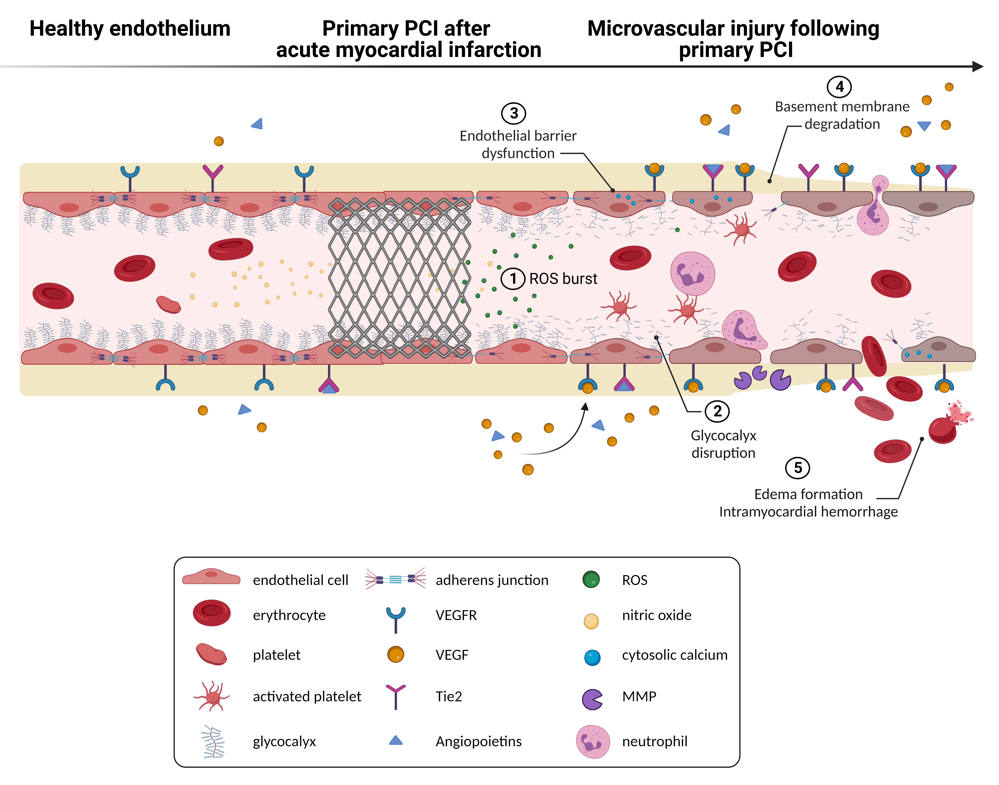 Healthy endothelium
Primary PCI after
acute myocardial infarction
Microvascular injury following
primary PCI
4
Basement membrane
degradation
3
Endothelial barrier
dysfunction
1 ROS burst
2
Glycocalyx
disruption
5
Edema formation
Intramyocardial hemorrhage
endothelial cell
adherens junction
ROS
erythrocyte
VEGFR
nitric oxide
platelet
VEGF
cytosolic calcium
activated platelet
Tie2
MMP
glycocalyx
Angiopoietins
neutrophil